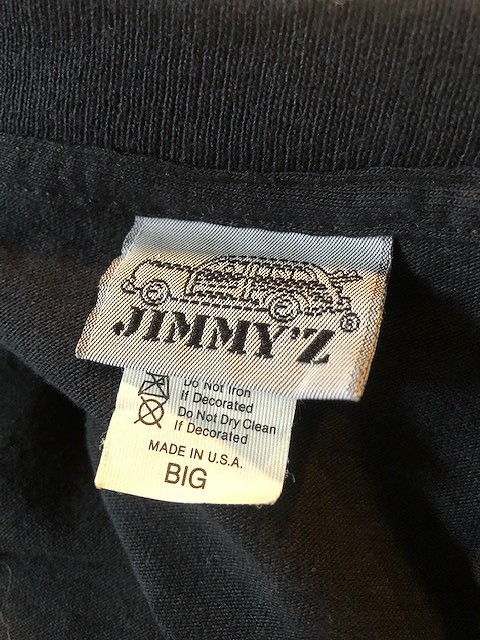 JIMMY'Z®
Do Not Iron
If Decorated
Do Not Dry Clean
If Decorated
MADE IN U.S.A.
BIG